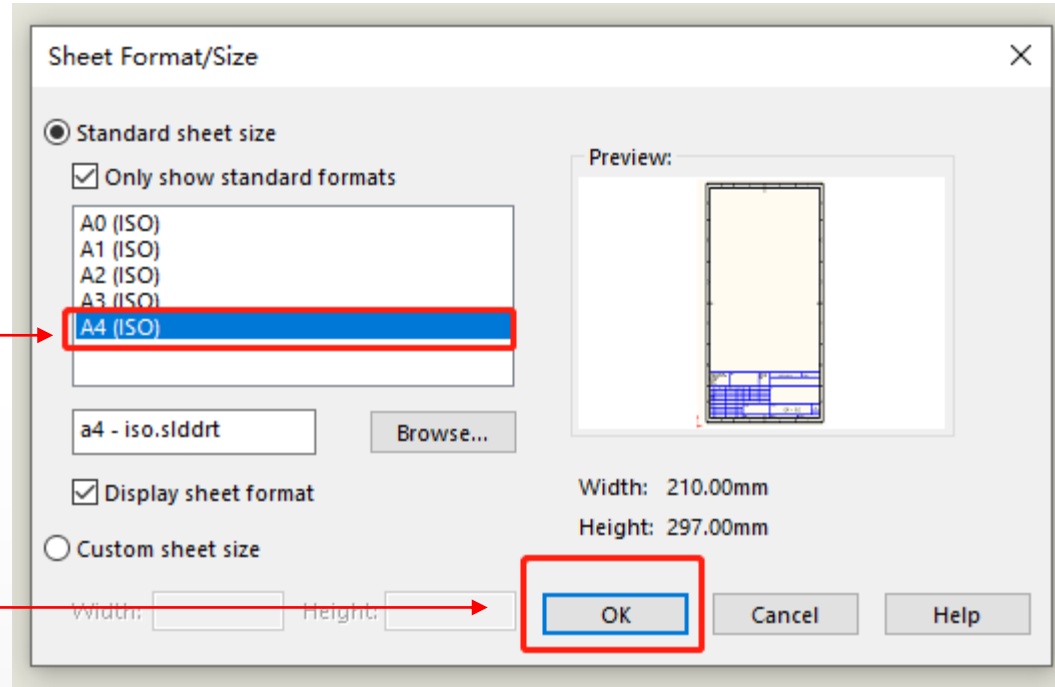 Sheet Format/Size
Standard sheet size
Only show standard formats
A0 (ISO)
A1 (ISO)
A2 (ISO)
A3 (ISO)
A4 (ISO)
a4 - iso.slddrt
Browse...
Display sheet format
Custom sheet size
Width:
Height:
Preview:
Width: 210.00mm
Height: 297.00mm
OK
Cancel
Help